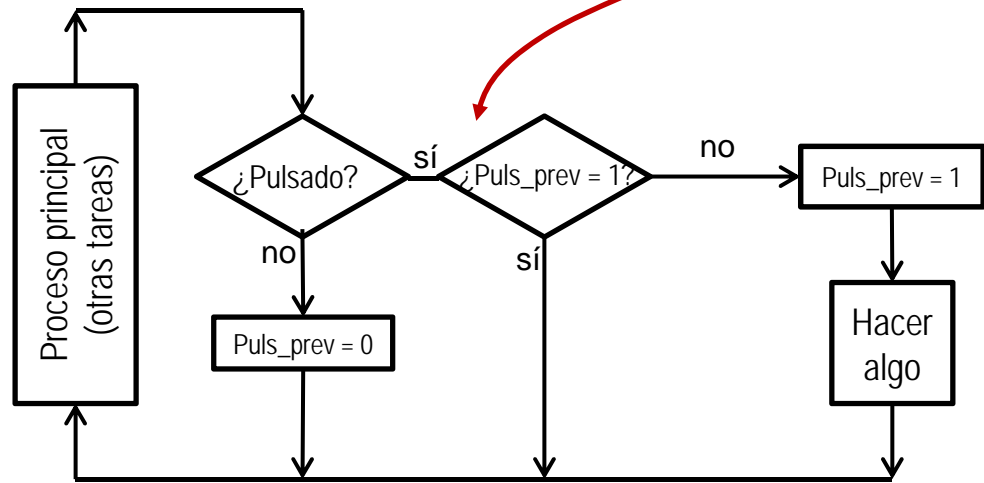 Proceso principal
(otras tareas)
¿Pulsado?
sí
¿Puls_prev = 1?
no
Puls_prev = 1
no
sí
Puls_prev = 0
Hacer
algo